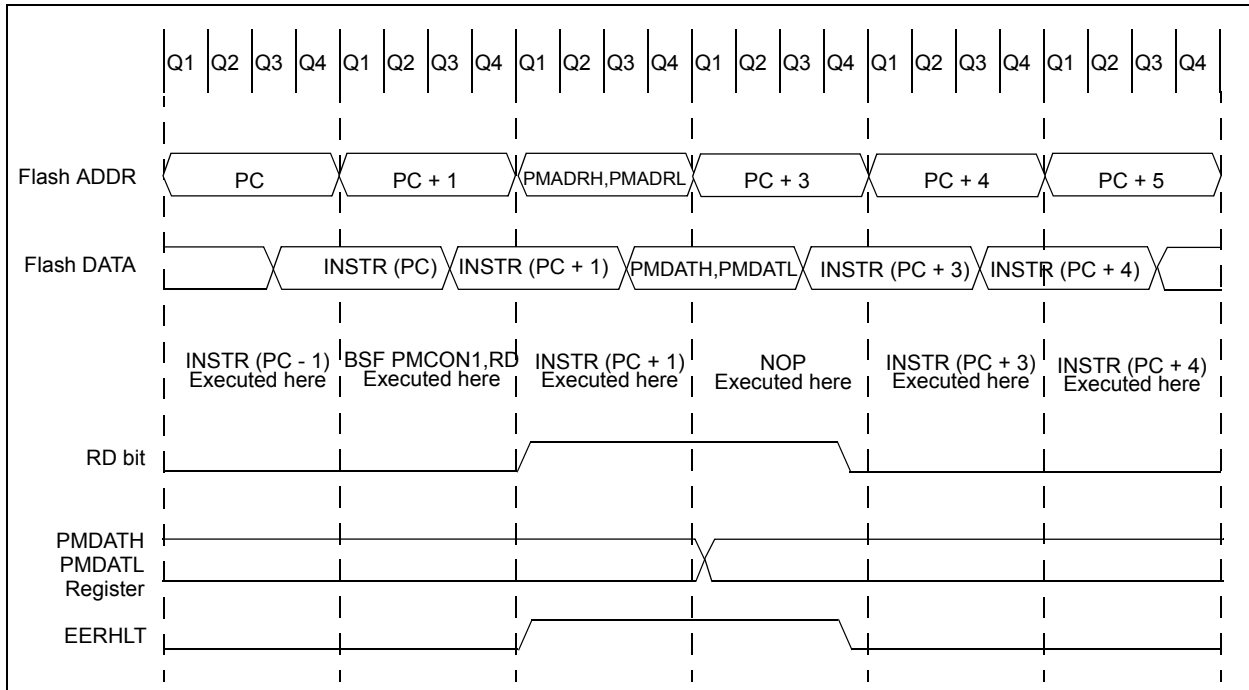 Q1 Q2 Q3 Q4 Q1 Q2 Q3 Q4 Q1 Q2 Q3 Q4 Q1 Q2 Q3 Q4 Q1 Q2 Q3 Q4 Q1 Q2 Q3 Q4
Flash ADDR PC PC + 1 PMADRH,PMADRL PC + 3 PC + 4 PC + 5
Flash DATA INSTR (PC) INSTR (PC + 1) PMDATH,PMDATL INSTR (PC + 3) INSTR (PC + 4)
INSTR (PC - 1) BSF PMCON1,RD INSTR (PC + 1) NOP INSTR (PC + 3) INSTR (PC + 4)
Executed here Executed here Executed here Executed here Executed here Executed here
RD bit
PMDATH
PMDATL
Register
EERHLT